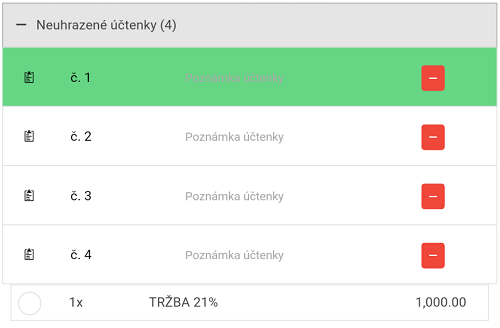 Neuhrazené účtenky (4)
č. 1 Poznámka účtenky
č. 2 Poznámka účtenky
č. 3 Poznámka účtenky
č. 4 Poznámka účtenky
1x TRŽBA 21% 1,000.00